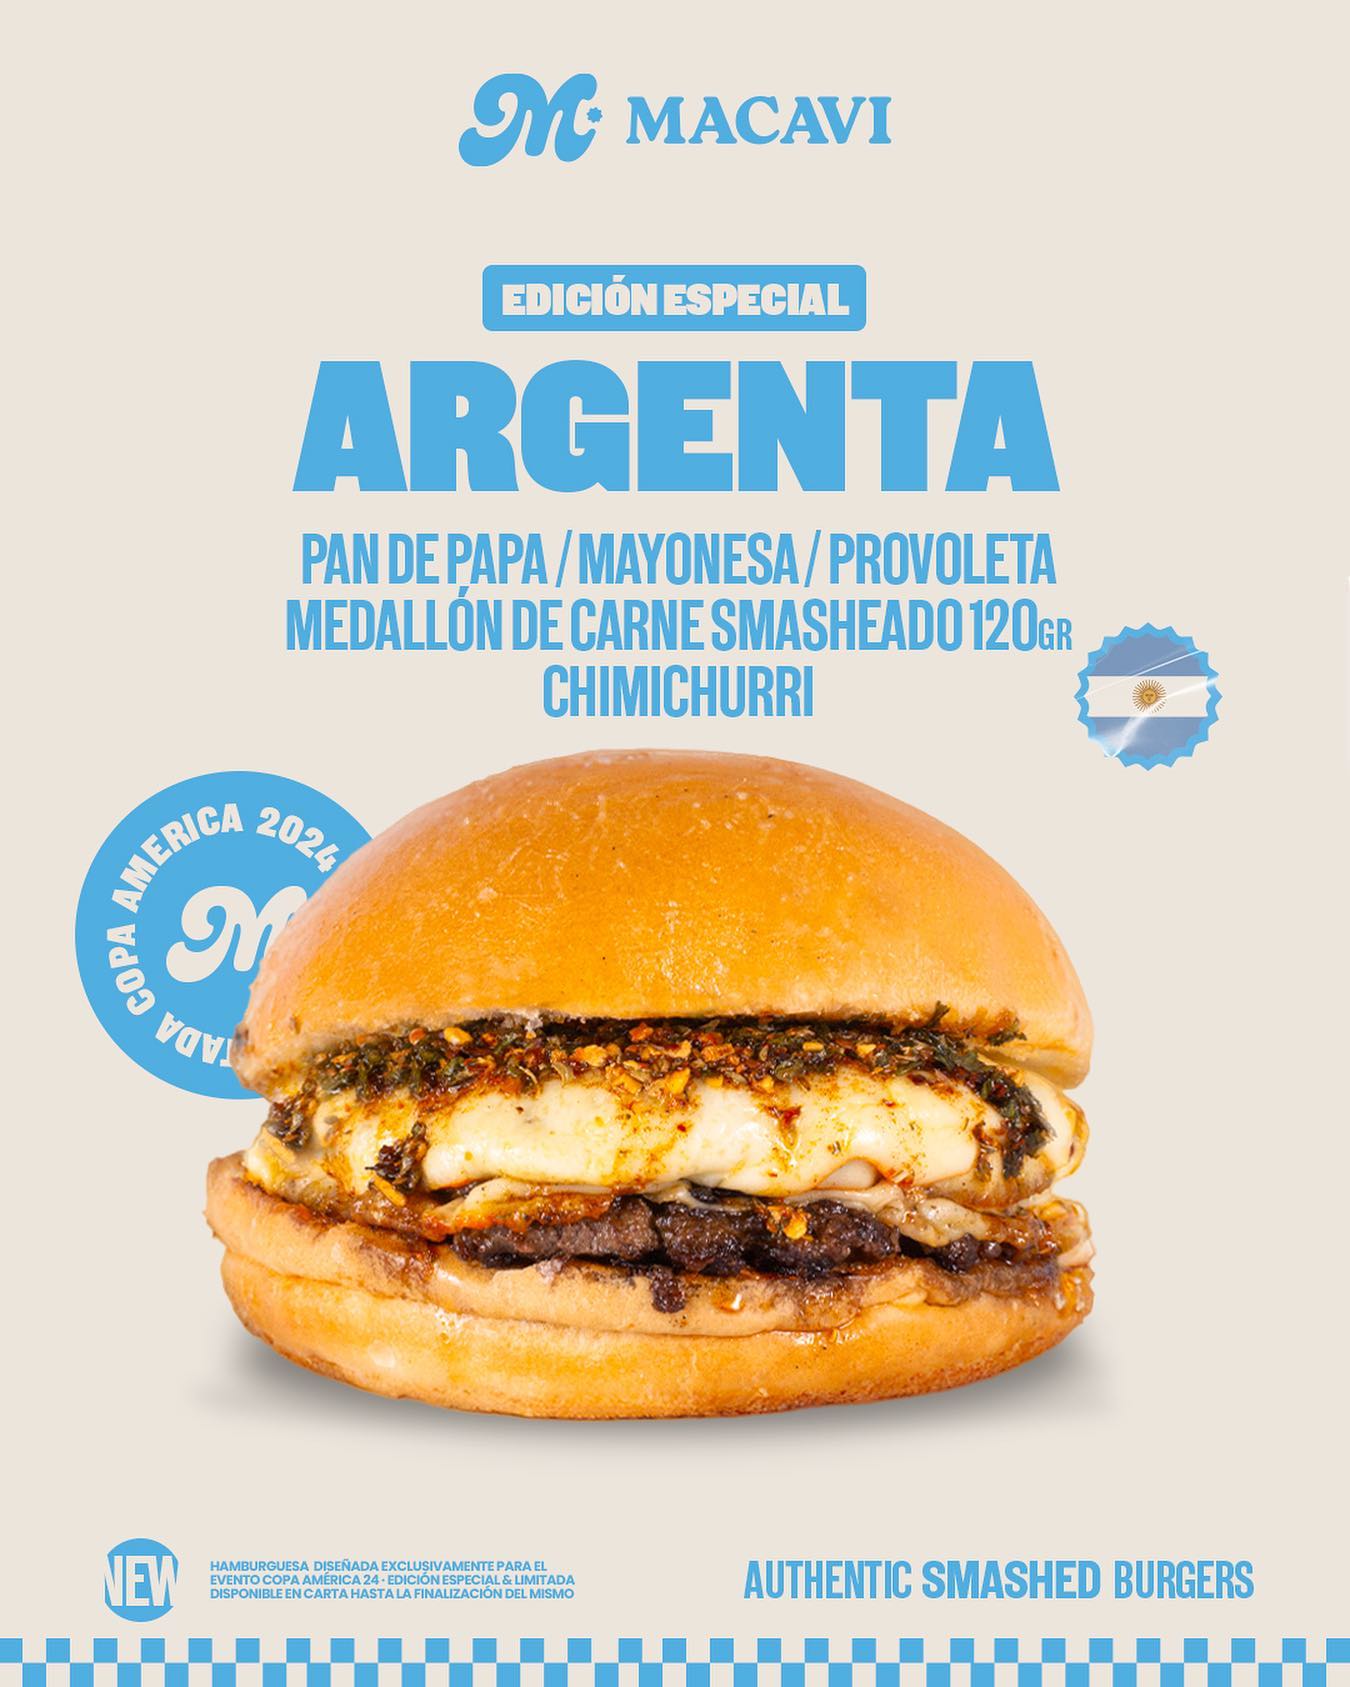 M MACAVI
EDICIÓN ESPECIAL
ARGENTA
PAN DE PAPA / MAYONESA / PROVOLETA
MEDALLÓN DE CARNE SMASHEADO 120GR
CHIMICHURRI
COPA AMERICA 2024
M
TADA
NEW
HAMBURGUESA DISEÑADA EXCLUSIVAMENTE PARA EL
EVENTO COPA AMÉRICA 24 · EDICIÓN ESPECIAL & LIMITADA
DISPONIBLE EN CARTA HASTA LA FINALIZACIÓN DEL MISMO
AUTHENTIC SMASHED BURGERS